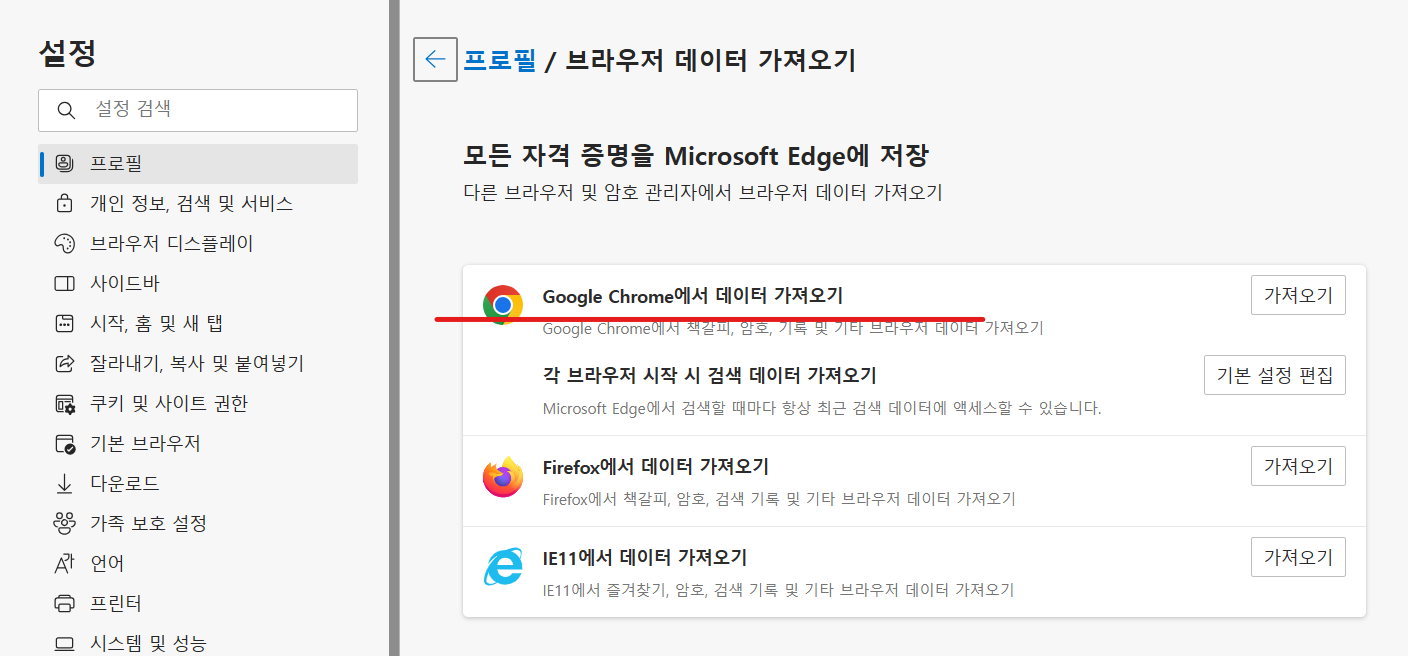 설정
설정 검색
프로필
개인 정보, 검색 및 서비스
브라우저 디스플레이
사이드바
시작, 홈 및 새 탭
잘라내기, 복사 및 붙여넣기
쿠키 및 사이트 권한
기본 브라우저
다운로드
가족 보호 설정
언어
프린터
시스템 및 성능
프로필 / 브라우저 데이터 가져오기
모든 자격 증명을 Microsoft Edge에 저장
다른 브라우저 및 암호 관리자에서 브라우저 데이터 가져오기
Google Chrome에서 데이터 가져오기
가져오기
Google Chrome에서 책갈피, 암호, 기록 및 기타 브라우저 데이터 가져오기
각 브라우저 시작 시 검색 데이터 가져오기
기본 설정 편집
Microsoft Edge에서 검색할 때마다 항상 최근 검색 데이터에 액세스할 수 있습니다.
Firefox에서 데이터 가져오기
가져오기
Firefox에서 책갈피, 암호, 검색 기록 및 기타 브라우저 데이터 가져오기
IE11에서 데이터 가져오기
가져오기
IE11에서 즐겨찾기, 암호, 검색 기록 및 기타 브라우저 데이터 가져오기